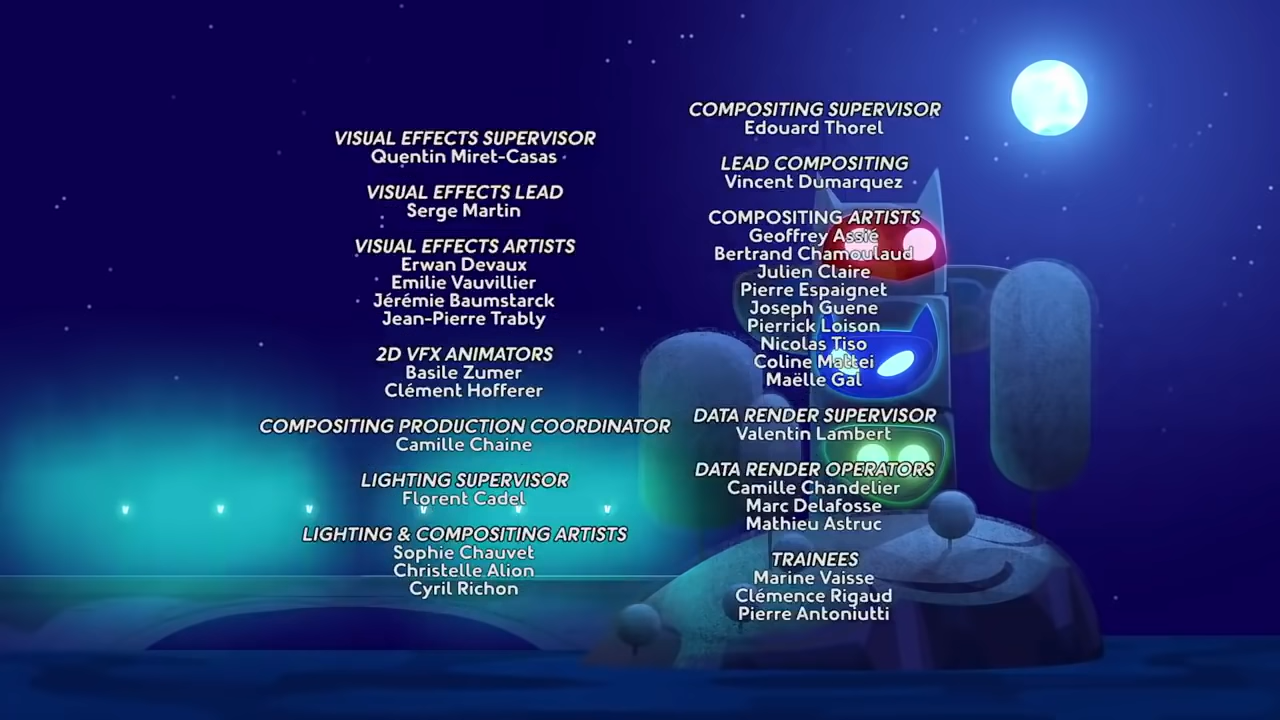 VISUAL EFFECTS SUPERVISOR
Quentin Miret-Casas
VISUAL EFFECTS LEAD
Serge Martin
VISUAL EFFECTS ARTISTS
Erwan Devaux
Emilie Vauvillier
Jérémie Baumstarck
Jean-Pierre Trably
2D VFX ANIMATORS
Basile Zumer
Clément Hofferer
COMPOSITING PRODUCTION COORDINATOR
Camille Chaine
LIGHTING SUPERVISOR
Florent Cadel
LIGHTING & COMPOSITING ARTISTS
Sophie Chauvet
Christelle Alion
Cyril Richon
COMPOSITING SUPERVISOR
Edouard Thorel
LEAD COMPOSITING
Vincent Dumarquez
COMPOSITING ARTISTS
Geoffrey Assié
Bertrand Chamoulaud
Julien Claire
Pierre Espaignet
Joseph Guene
Pierrick Loison
Nicolas Tiso
Coline Mattei
Maëlle Gal
DATA RENDER SUPERVISOR
Valentin Lambert
DATA RENDER OPERATORS
Camille Chandelier
Marc Delafosse
Mathieu Astruc
TRAINEES
Marine Vaisse
Clémence Rigaud
Pierre Antoniutti